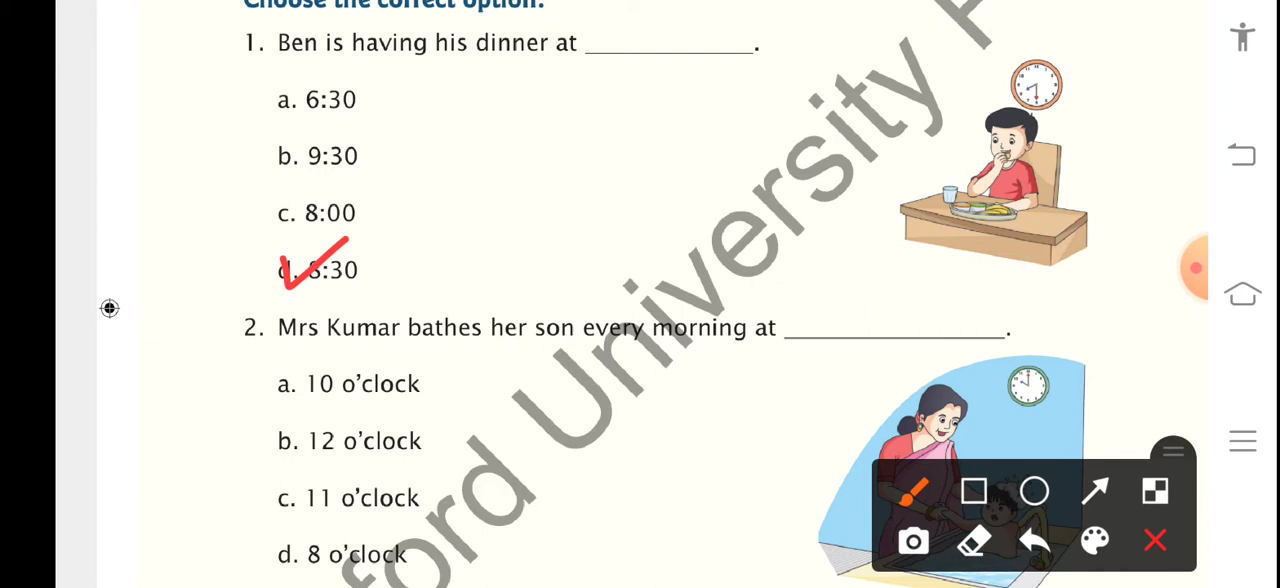 Choose the correct option.
1. Ben is having his dinner at ____________.
a. 6:30
b. 9:30
c. 8:00
d. 8:30
2. Mrs Kumar bathes her son every morning at ________________.
a. 10 o'clock
b. 12 o'clock
c. 11 o'clock
d. 8 o'clock
ford University P